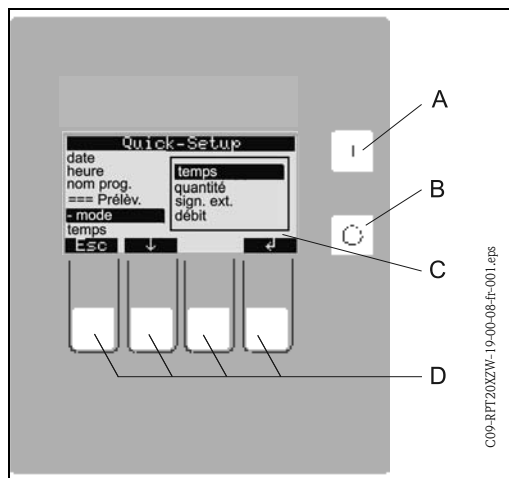 Quick-Setup
date
heure
nom prog.
=== Prélèv.
- mode
temps
temps
quantité
sign. ext.
débit
Esc ↓ ↲
I
A
B
C
D
C09-RPT20XZW-19-00-08-fr-001.eps